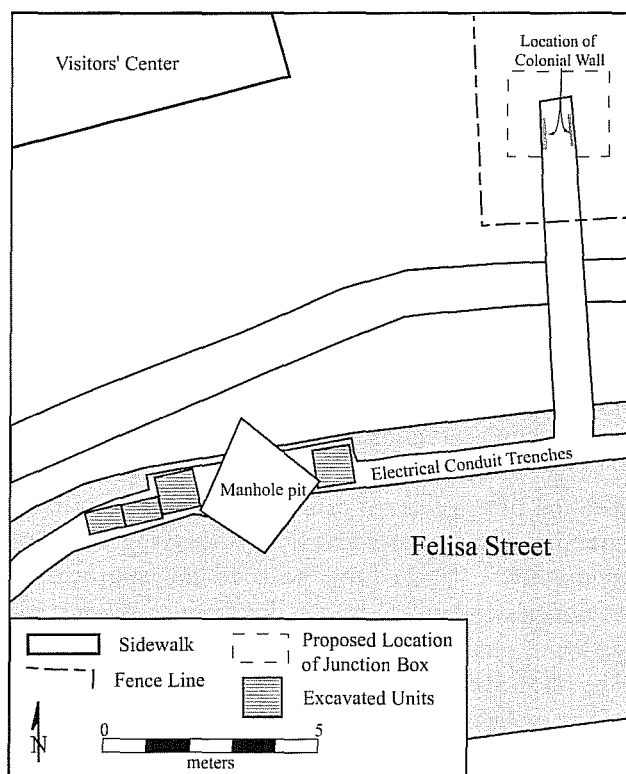 Visitors' Center
Location of
Colonial Wall
Manhole pit
Electrical Conduit Trenches
Felisa Street
Sidewalk
Fence Line
Proposed Location
of Junction Box
Excavated Units
N
0
5
meters